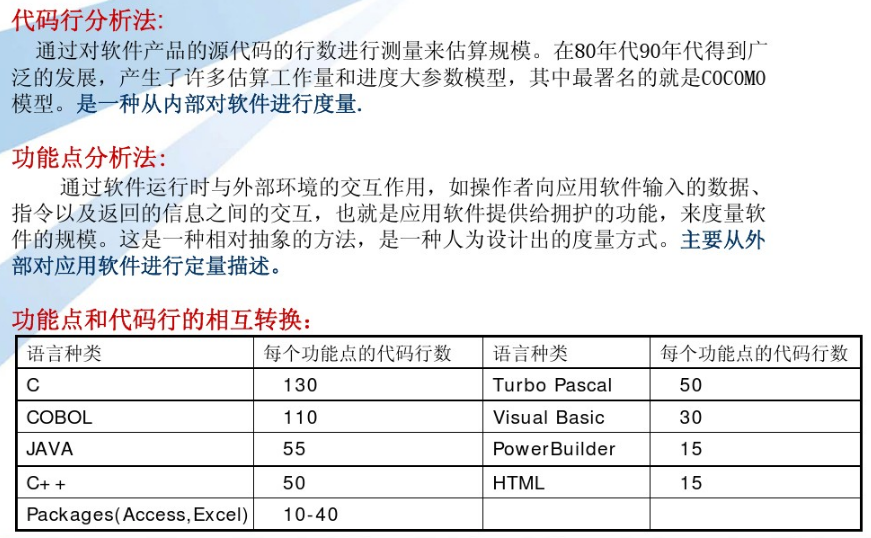 代码行分析法:
通过对软件产品的源代码的行数进行测量来估算规模。在80年代90年代得到广
泛的发展，产生了许多估算工作量和进度大参数模型，其中最署名的就是COCOMO
模型。是一种从内部对软件进行度量.
功能点分析法:
通过软件运行时与外部环境的交互作用，如操作者向应用软件输入的数据、
指令以及返回的信息之间的交互，也就是应用软件提供给拥护的功能，来度量软
件的规模。这是一种相对抽象的方法，是一种人为设计出的度量方式。主要从外
部对应用软件进行定量描述。
功能点和代码行的相互转换：
语言种类 每个功能点的代码行数 语言种类 每个功能点的代码行数
C 130 Turbo Pascal 50
COBOL 110 Visual Basic 30
JAVA 55 PowerBuilder 15
C++ 50 HTML 15
Packages(Access,Excel) 10-40